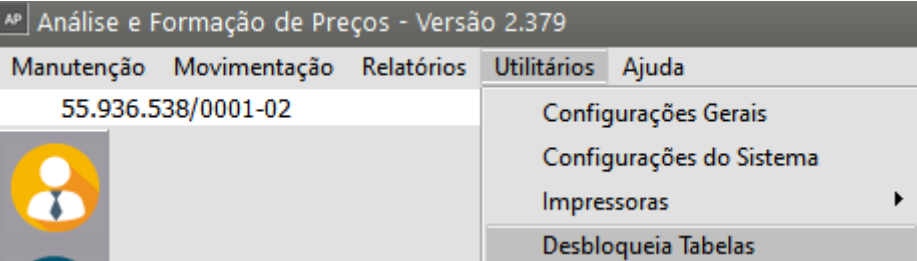 AP Análise e Formação de Preços - Versão 2.379
Manutenção Movimentação Relatórios Utilitários Ajuda
55.936.538/0001-02
Configurações Gerais
Configurações do Sistema
Impressoras
Desbloqueia Tabelas